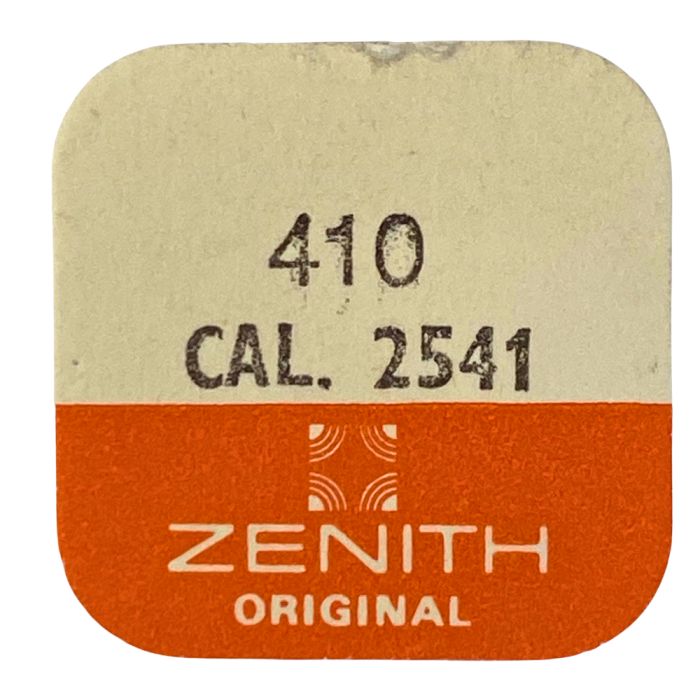 410
CAL. 2541
ZENITH
ORIGINAL